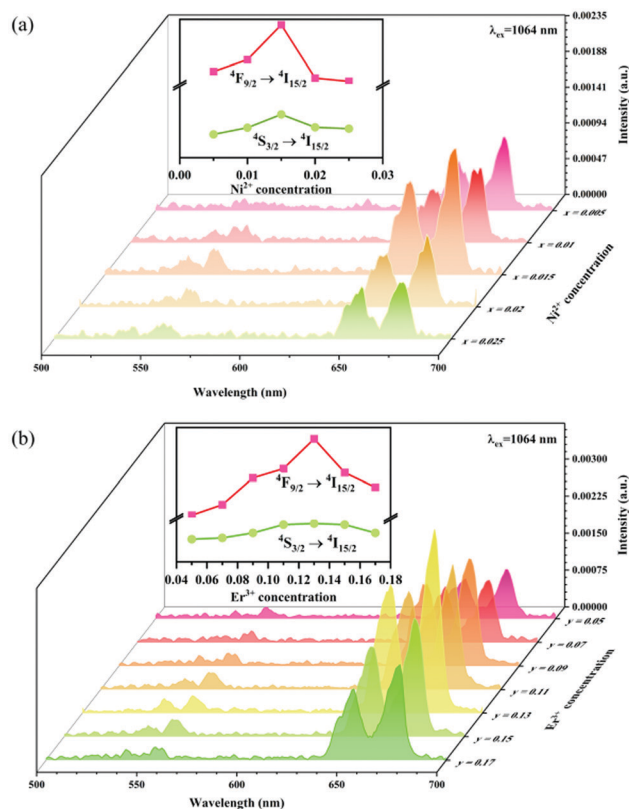 (a)
λex=1064 nm
0.00235
0.00188
0.00141
0.00094
0.00047
0.00000
Intensity (a.u.)
⁴F9/2 → ⁴I15/2
⁴S3/2 → ⁴I15/2
0.00 0.01 0.02 0.03
Ni²⁺ concentration
x = 0.005
x = 0.01
x = 0.015
x = 0.02
x = 0.025
Ni²⁺ concentration
500 550 600 650 700
Wavelength (nm)
(b)
λex=1064 nm
0.00300
0.00225
0.00150
0.00075
0.00000
Intensity (a.u.)
⁴F9/2 → ⁴I15/2
⁴S3/2 → ⁴I15/2
0.04 0.06 0.08 0.10 0.12 0.14 0.16 0.18
Er³⁺ concentration
y = 0.05
y = 0.07
y = 0.09
y = 0.11
y = 0.13
y = 0.15
y = 0.17
Er³⁺ concentration
500 550 600 650 700
Wavelength (nm)